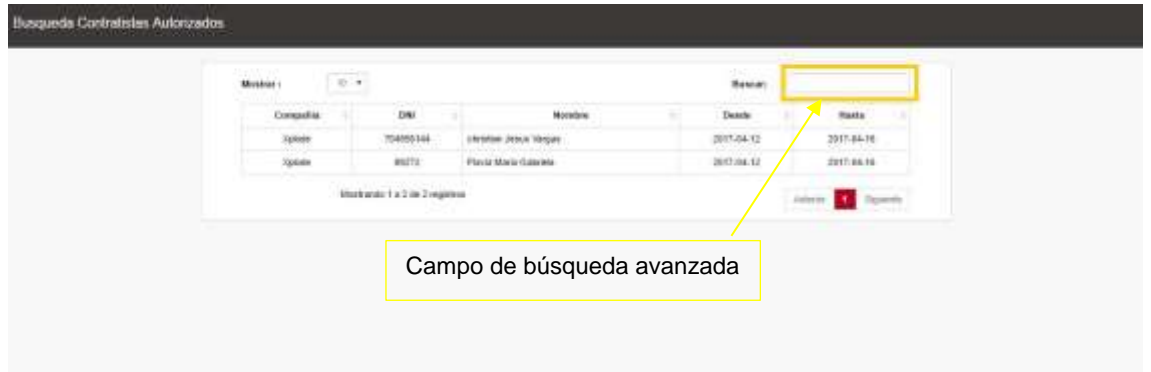 Busqueda Contratistas Autorizados
Mostrar : 10 Buscar:
Compañia DNI Nombre Desde Hasta
Xplode christian Jesus Vargas 2017-04-12 2017-04-16
Xplode Flavia Maria Gabriela 2017-04-12 2017-04-16
Mostrando 1 a 2 de 2 registros
Anterior 1 Siguiente
Campo de búsqueda avanzada